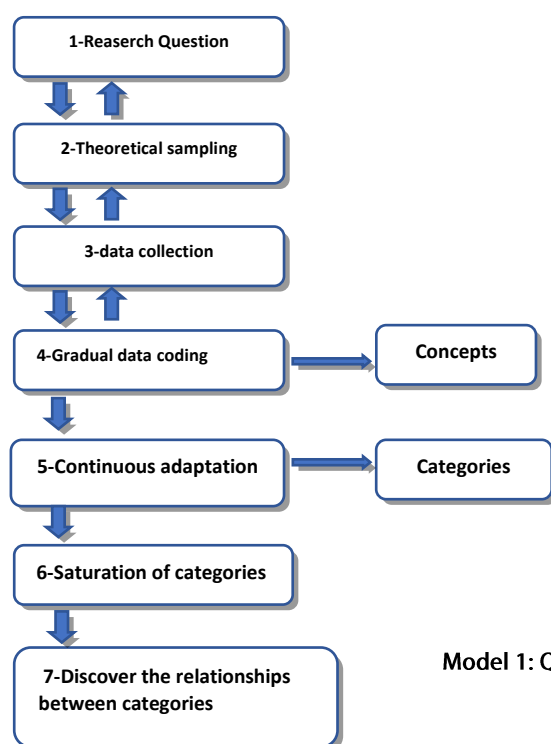 1-Reaserch Question
2-Theoretical sampling
3-data collection
4-Gradual data coding
Concepts
5-Continuous adaptation
Categories
6-Saturation of categories
7-Discover the relationships
between categories
Model 1: Q